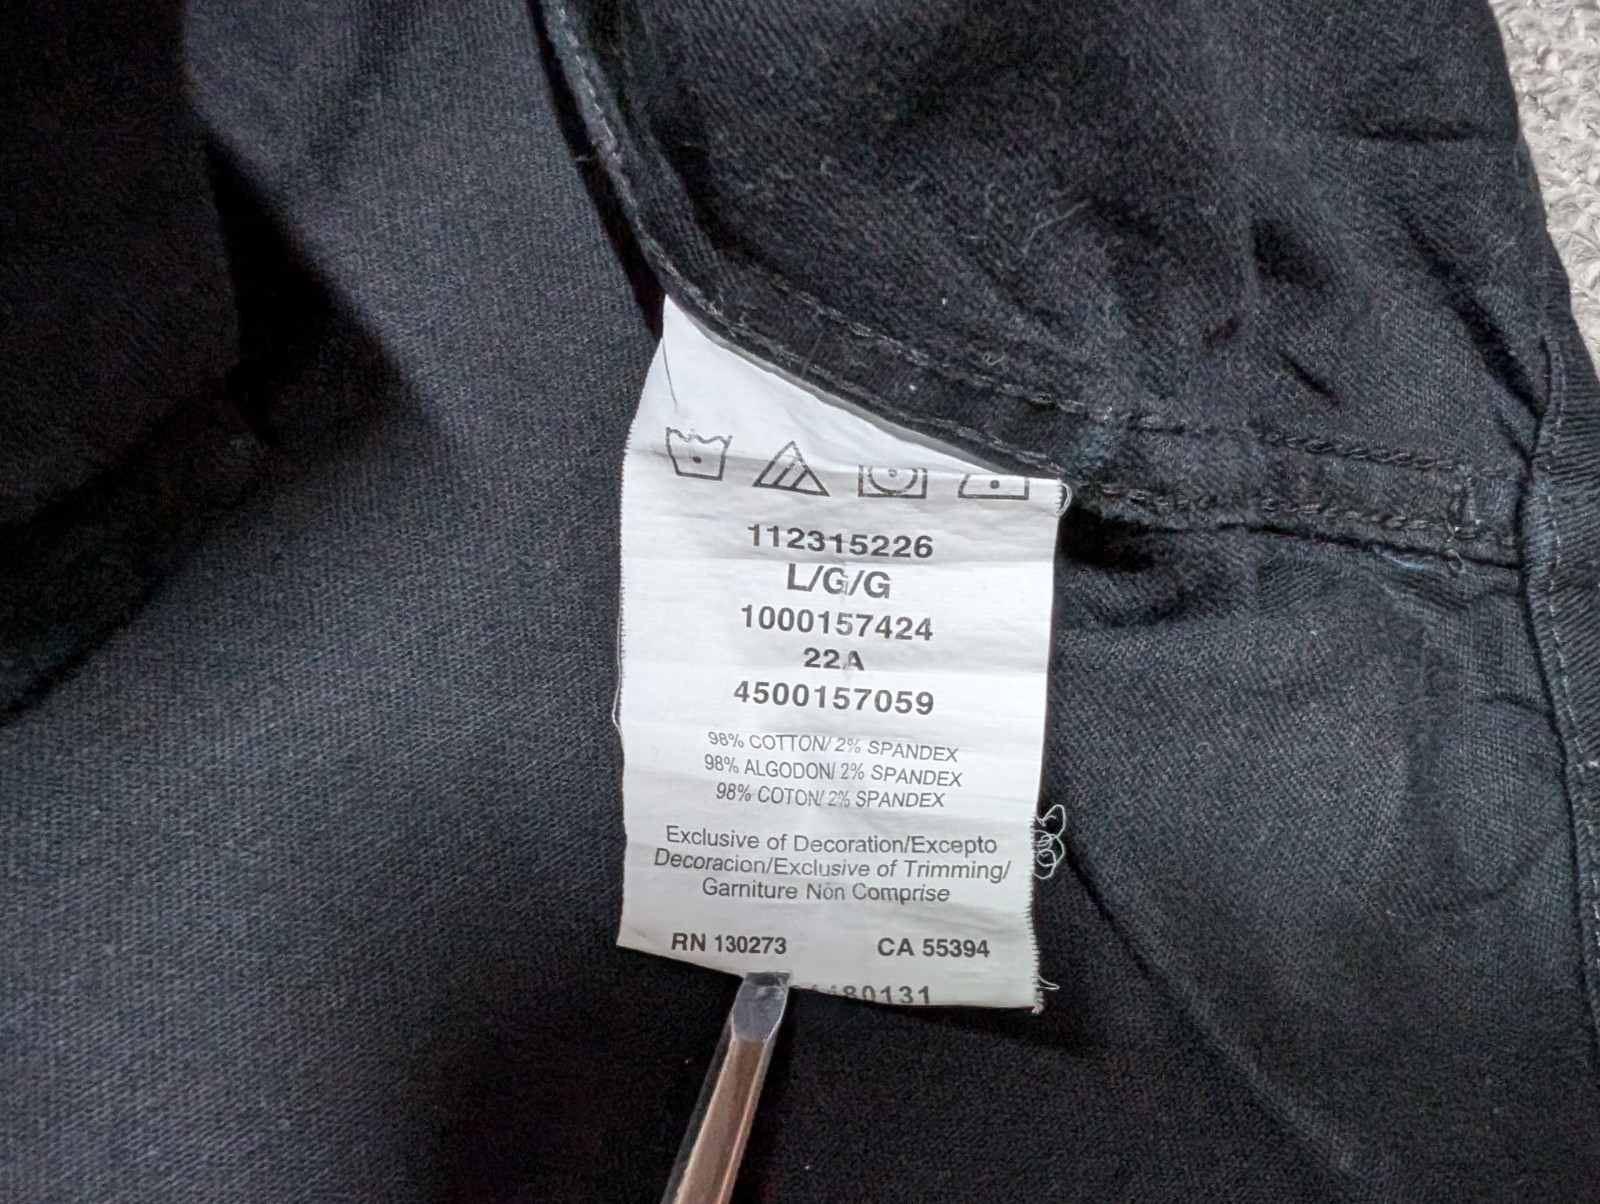 112315226
L/G/G
1000157424
22A
4500157059
98% COTTON/ 2% SPANDEX
98% ALGODON/ 2% SPANDEX
98% COTON/ 2% SPANDEX
Exclusive of Decoration/Excepto
Decoracion/Exclusive of Trimming/
Garniture Non Comprise
RN 130273 CA 55394